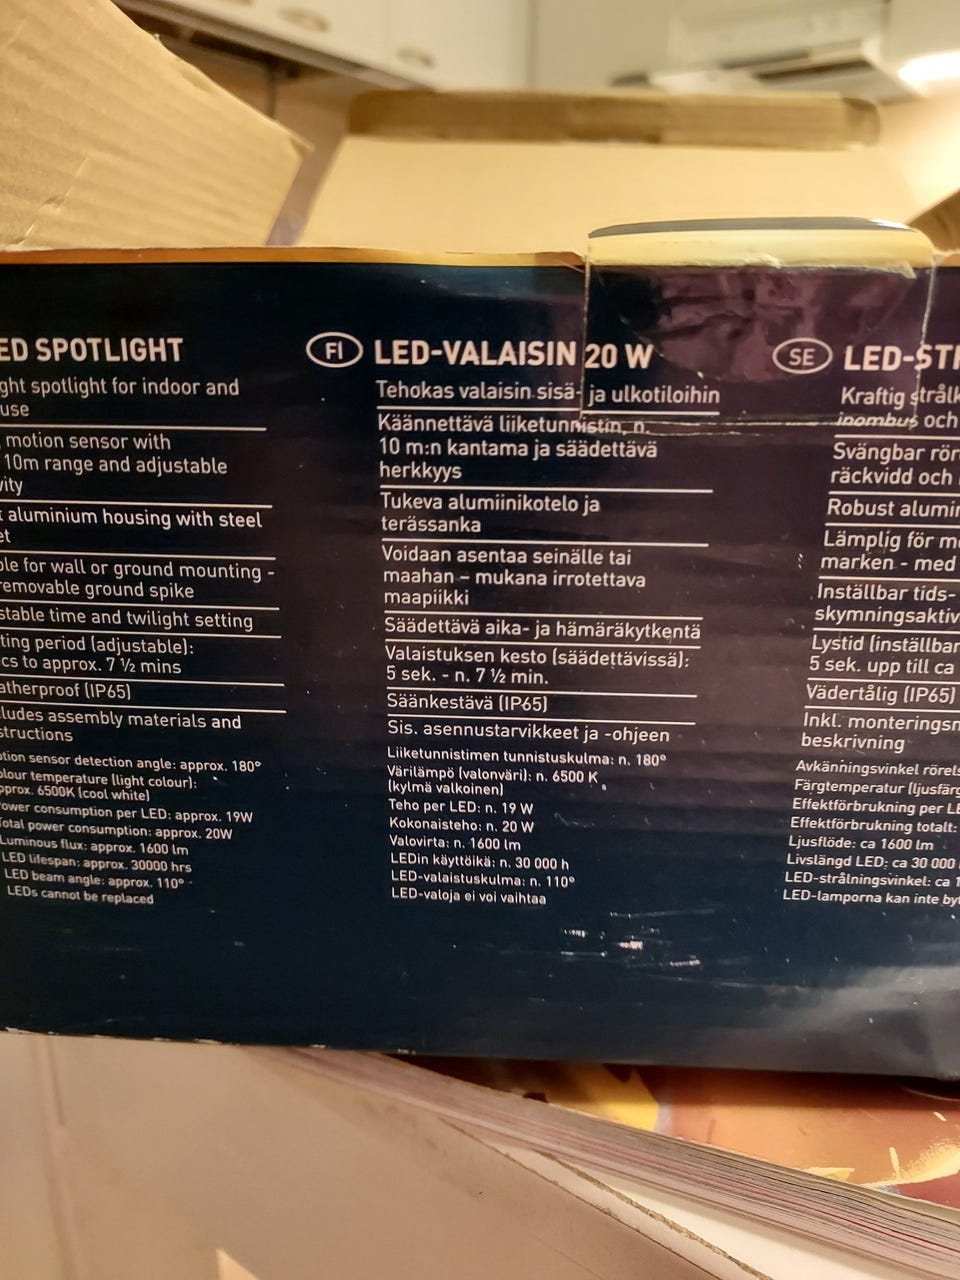 ED SPOTLIGHT
ght spotlight for indoor and
use
motion sensor with
10m range and adjustable
vity
t aluminium housing with steel
et
ble for wall or ground mounting -
removable ground spike
stable time and twilight setting
ting period (adjustable):
cs to approx. 7 ½ mins
atherproof (IP65)
ludes assembly materials and
structions
otion sensor detection angle: approx. 180°
olour temperature (light colour):
pprox. 6500K (cool white)
ower consumption per LED: approx. 19W
otal power consumption: approx. 20W
Luminous flux: approx. 1600 lm
LED lifespan: approx. 30000 hrs
LED beam angle: approx. 110°
LEDs cannot be replaced
FI LED-VALAISIN 20 W
Tehokas valaisin sisä- ja ulkotiloihin
Käännettävä liiketunnistin, n.
10 m:n kantama ja säädettävä
herkkyys
Tukeva alumiinikotelo ja
terässanka
Voidaan asentaa seinälle tai
maahan – mukana irrotettava
maapiikki
Säädettävä aika- ja hämäräkytkentä
Valaistuksen kesto (säädettävissä):
5 sek. - n. 7 ½ min.
Säänkestävä (IP65)
Sis. asennustarvikkeet ja -ohjeen
Liiketunnistimen tunnistuskulma: n. 180°
Värilämpö (valonväri): n. 6500 K
(kylmä valkoinen)
Teho per LED: n. 19 W
Kokonaisteho: n. 20 W
Valovirta: n. 1600 lm
LEDin käyttöikä: n. 30 000 h
LED-valaistuskulma: n. 110°
LED-valoja ei voi vaihtaa
SE LED-STR
Kraftig strålk
inomhus och
Svängbar rör
räckvidd och
Robust alumin
Lämplig för m
marken - med
Inställbar tids-
skymningsaktiv
Lystid (inställbar
5 sek. upp till ca
Vädertålig (IP65)
Inkl. monterings
beskrivning
Avkänningsvinkel rörels
Färgtemperatur (ljusfärg
Effektförbrukning per LE
Effektförbrukning totalt:
Ljusflöde: ca 1600 lm
Livslängd LED: ca 30 000
LED-strålningsvinkel: ca 1
LED-lamporna kan inte by